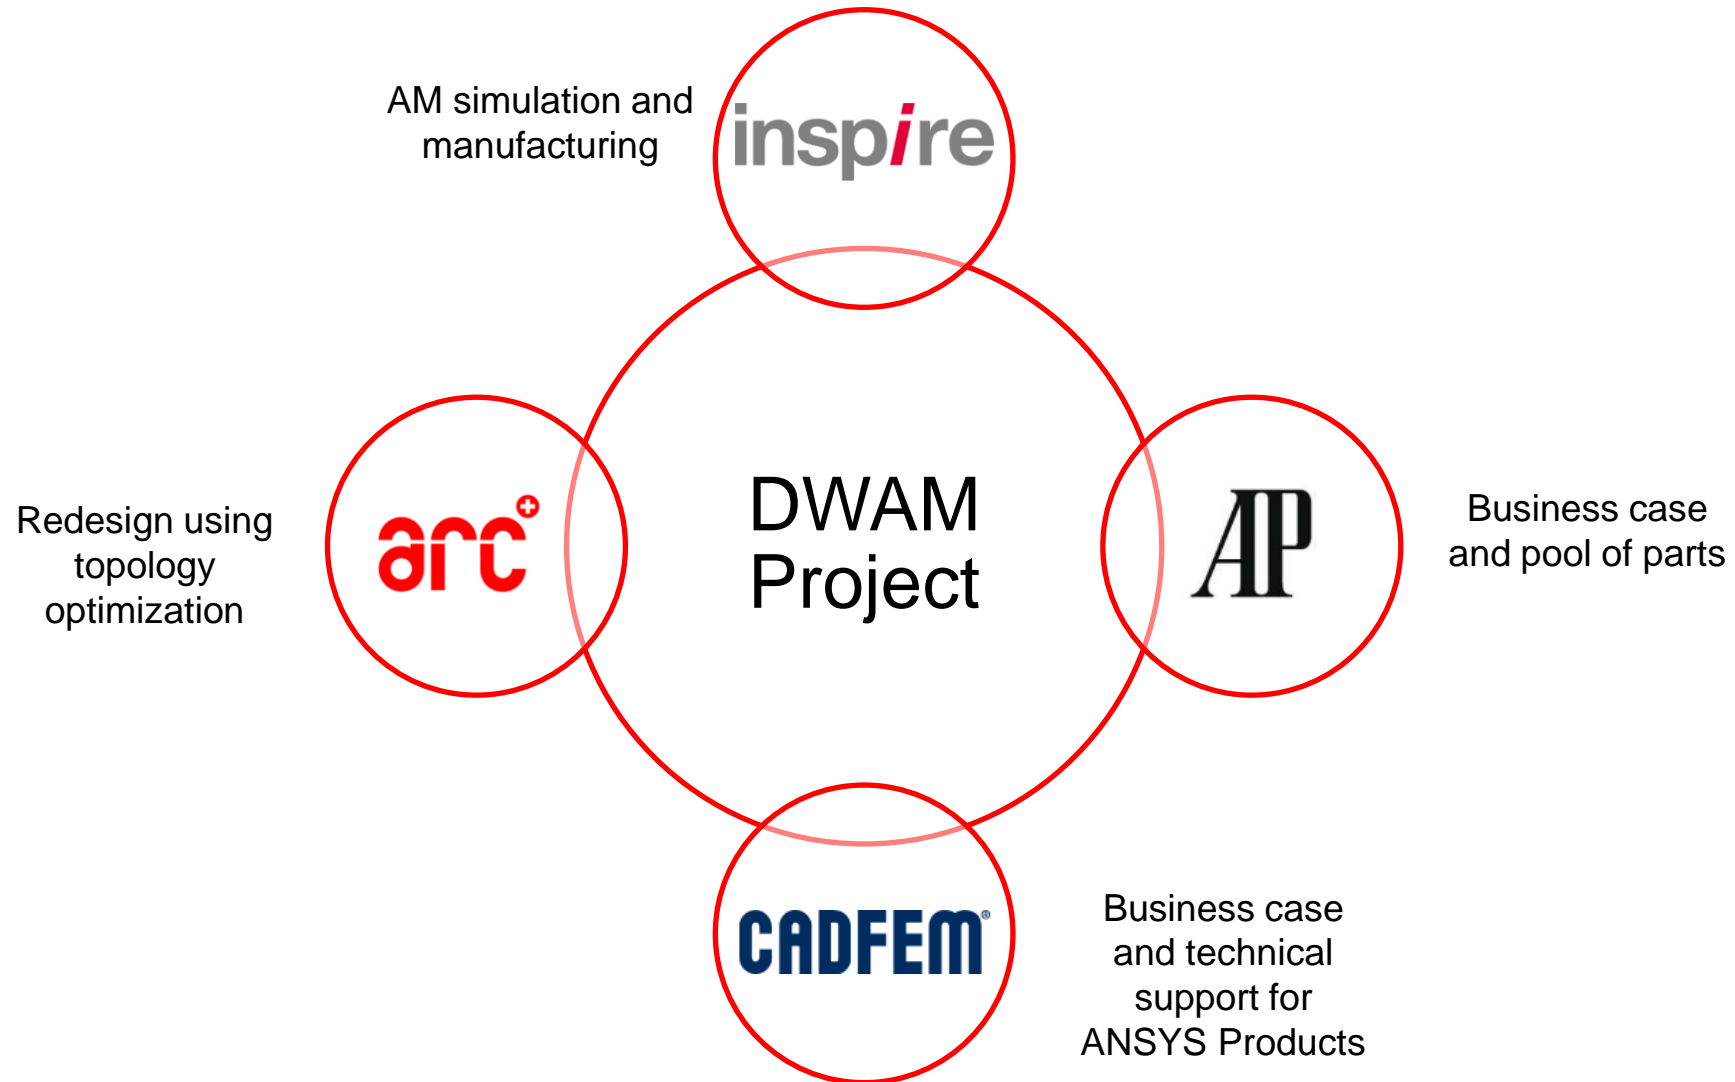 AM simulation and
manufacturing
inspire
Redesign using
topology
optimization
arc+
DWAM
Project
AP
Business case
and pool of parts
CADFEM®
Business case
and technical
support for
ANSYS Products